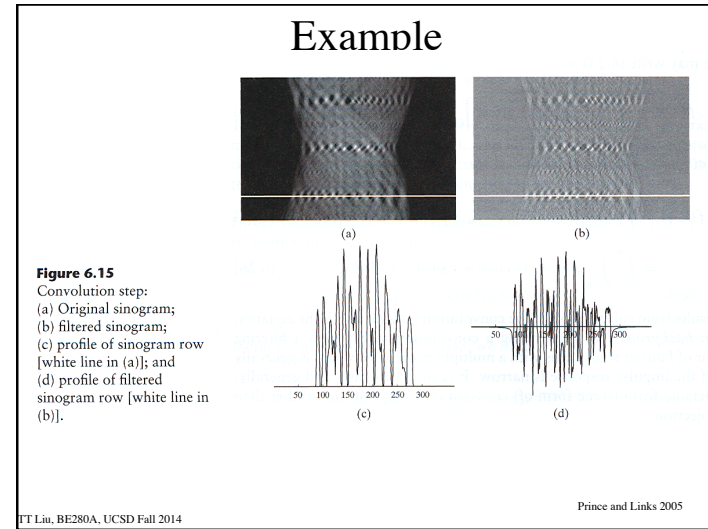 Example
(a)
(b)
Figure 6.15
Convolution step:
(a) Original sinogram;
(b) filtered sinogram;
(c) profile of sinogram row
[white line in (a)]; and
(d) profile of filtered
sinogram row [white line in
(b)].
50 100 150 200 250 300
(c)
50 100 150 200 250 300
(d)
Prince and Links 2005
TT Liu, BE280A, UCSD Fall 2014